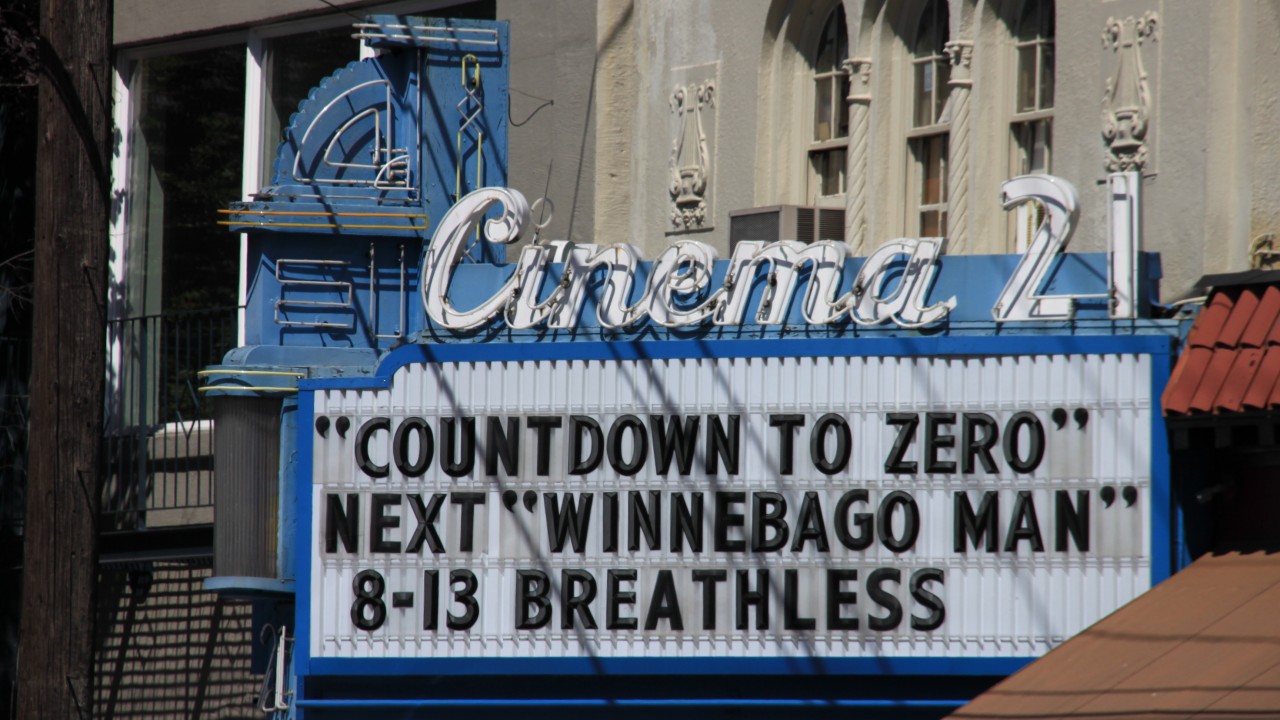 Cinema 21
"COUNTDOWN TO ZERO"
NEXT "WINNEBAGO MAN"
8-13 BREATHLESS